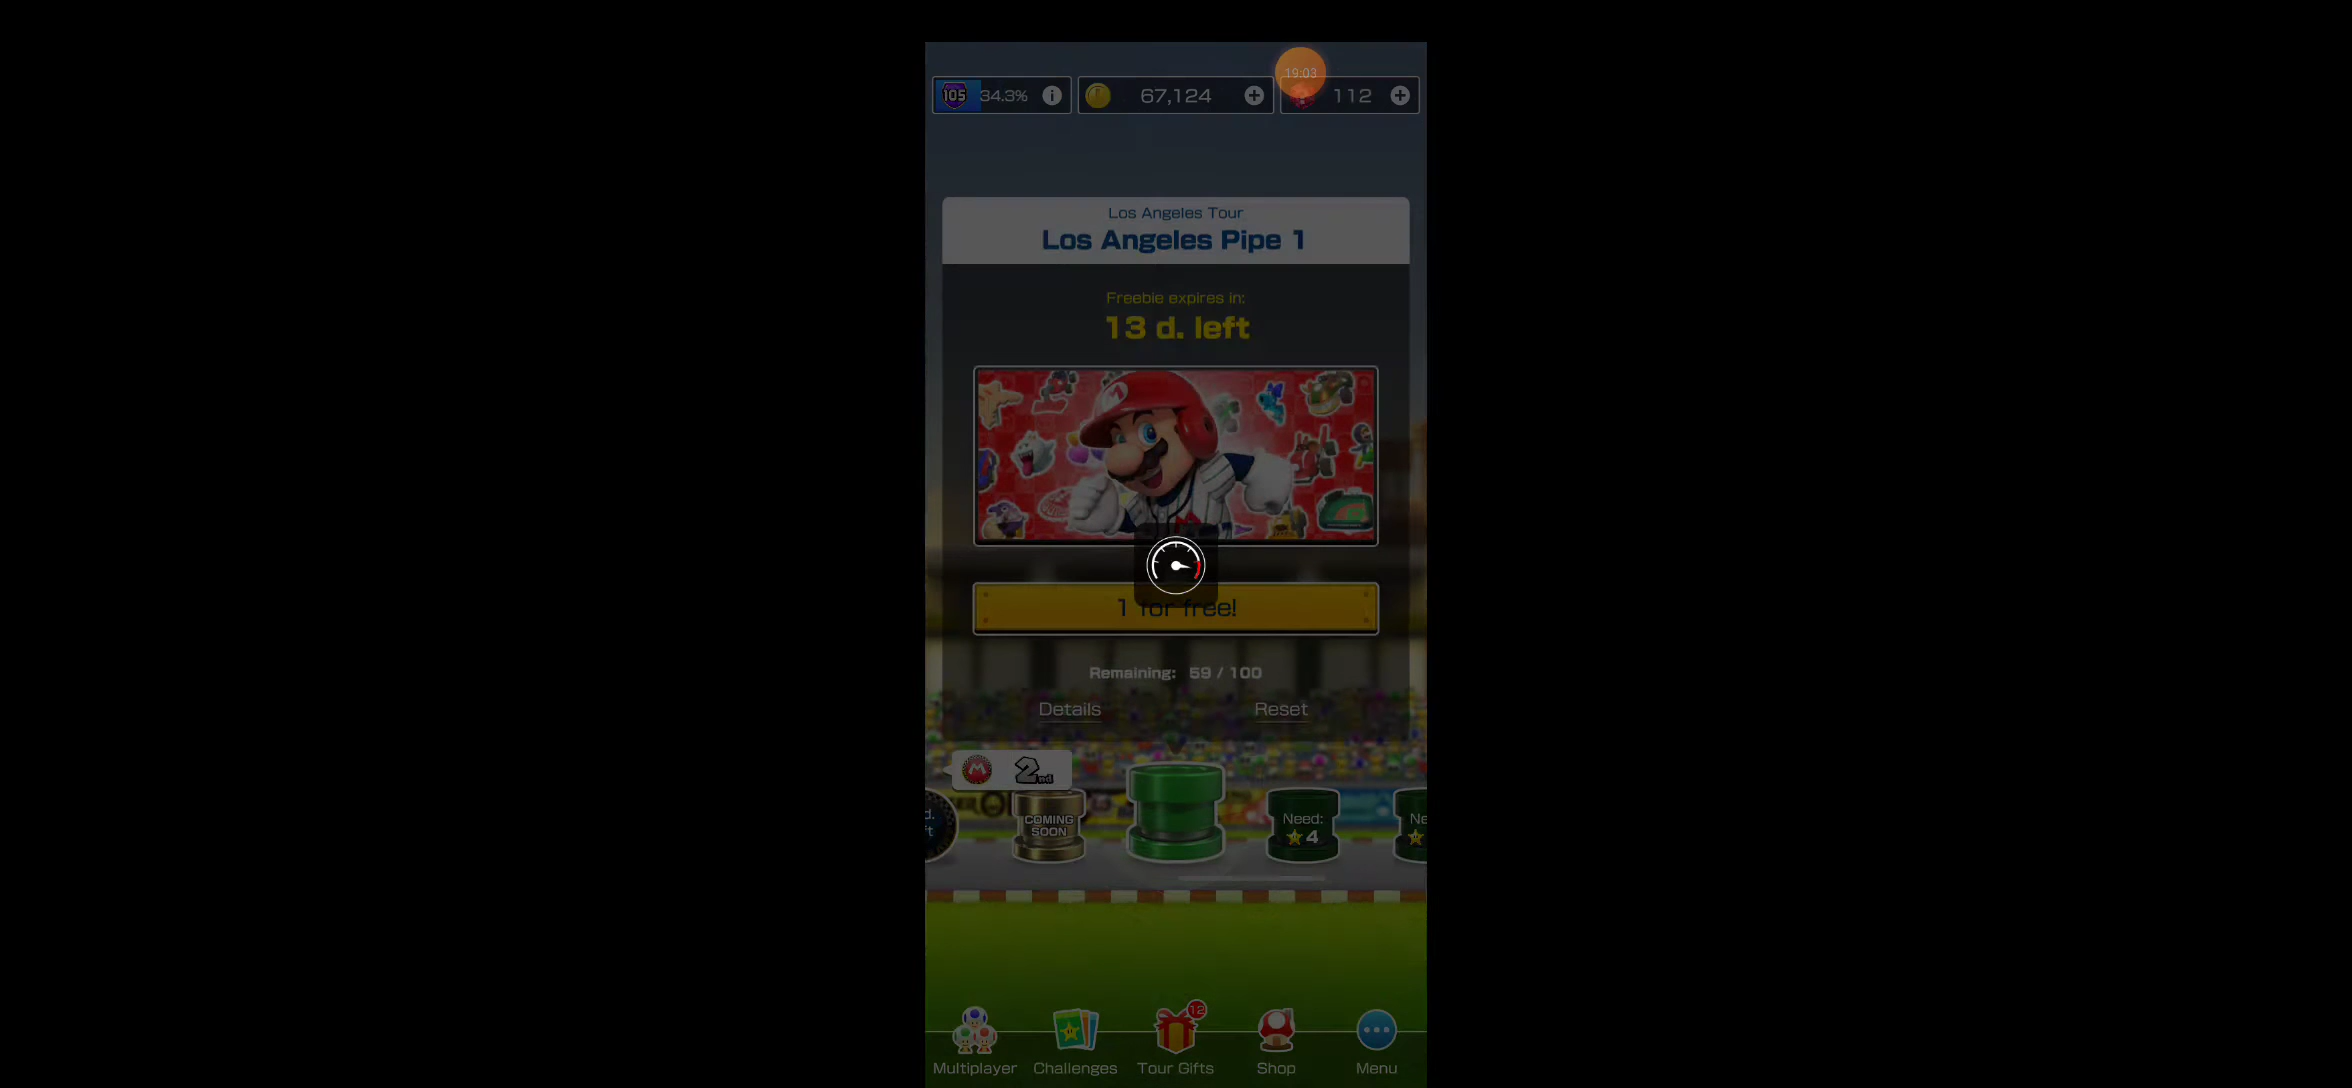 19:03
105 34.3% i 67,124 + 112 +
Los Angeles Tour
Los Angeles Pipe 1
Freebie expires in:
13 d. left
1 for free!
Remaining: 59 / 100
Details Reset
2nd
COMING
SOON
Need:
4
12
Multiplayer Challenges Tour Gifts Shop Menu